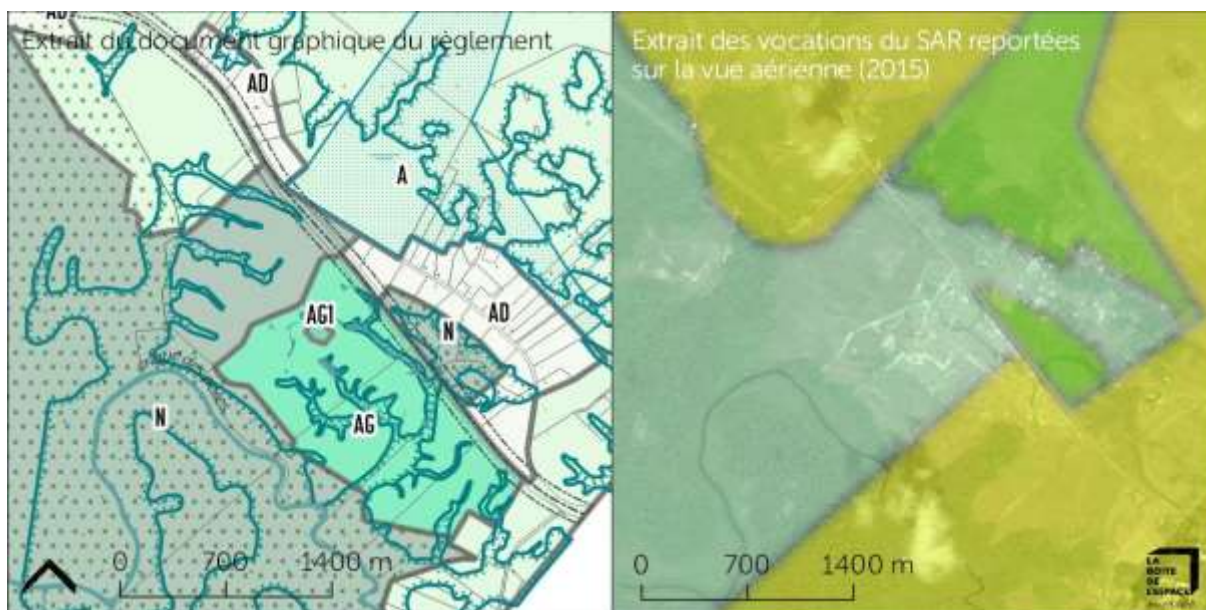 Extrait du document graphique du règlement
AD
AD
A
AG1
AD
N
AG
N
0 700 1400 m
Extrait des vocations du SAR reportées
sur la vue aérienne (2015)
0 700 1400 m
LA
BOITE
DE
L'ESPACE